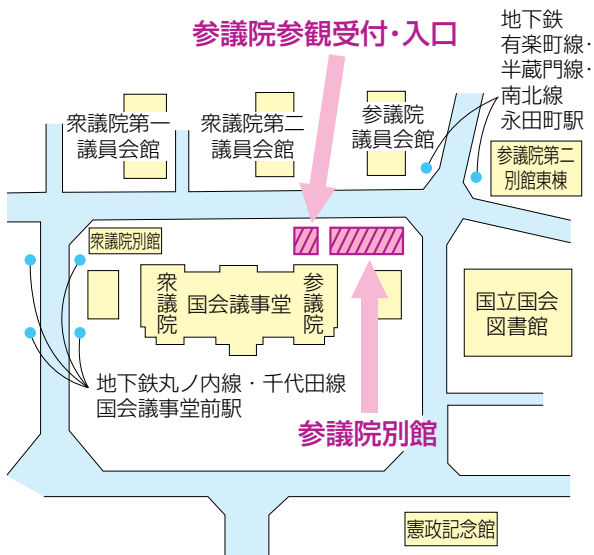 参議院参観受付・入口
地下鉄
有楽町線・
半蔵門線・
南北線
永田町駅
衆議院第一
議員会館
衆議院第二
議員会館
参議院
議員会館
参議院第二
別館東棟
衆議院別館
衆議院
国会議事堂
参議院
国立国会
図書館
地下鉄丸ノ内線・千代田線
国会議事堂前駅
参議院別館
憲政記念館